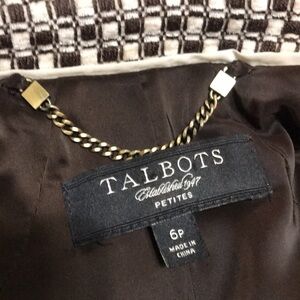 TALBOTS
Established 1947
PETITES
6P
MADE IN
CHINA